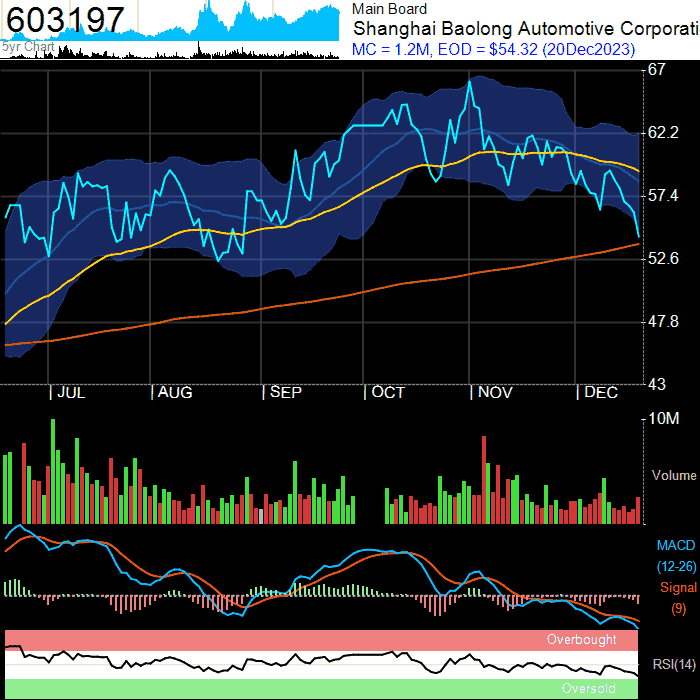 603197
5yr Chart
Main Board
Shanghai Baolong Automotive Corporati
MC = 1.2M, EOD = $54.32 (20Dec2023)
67
62.2
57.4
52.6
47.8
43
| JUL | AUG | SEP | OCT | NOV | DEC
10M
Volume
MACD
(12-26)
Signal
(9)
Overbought
RSI(14)
Oversold